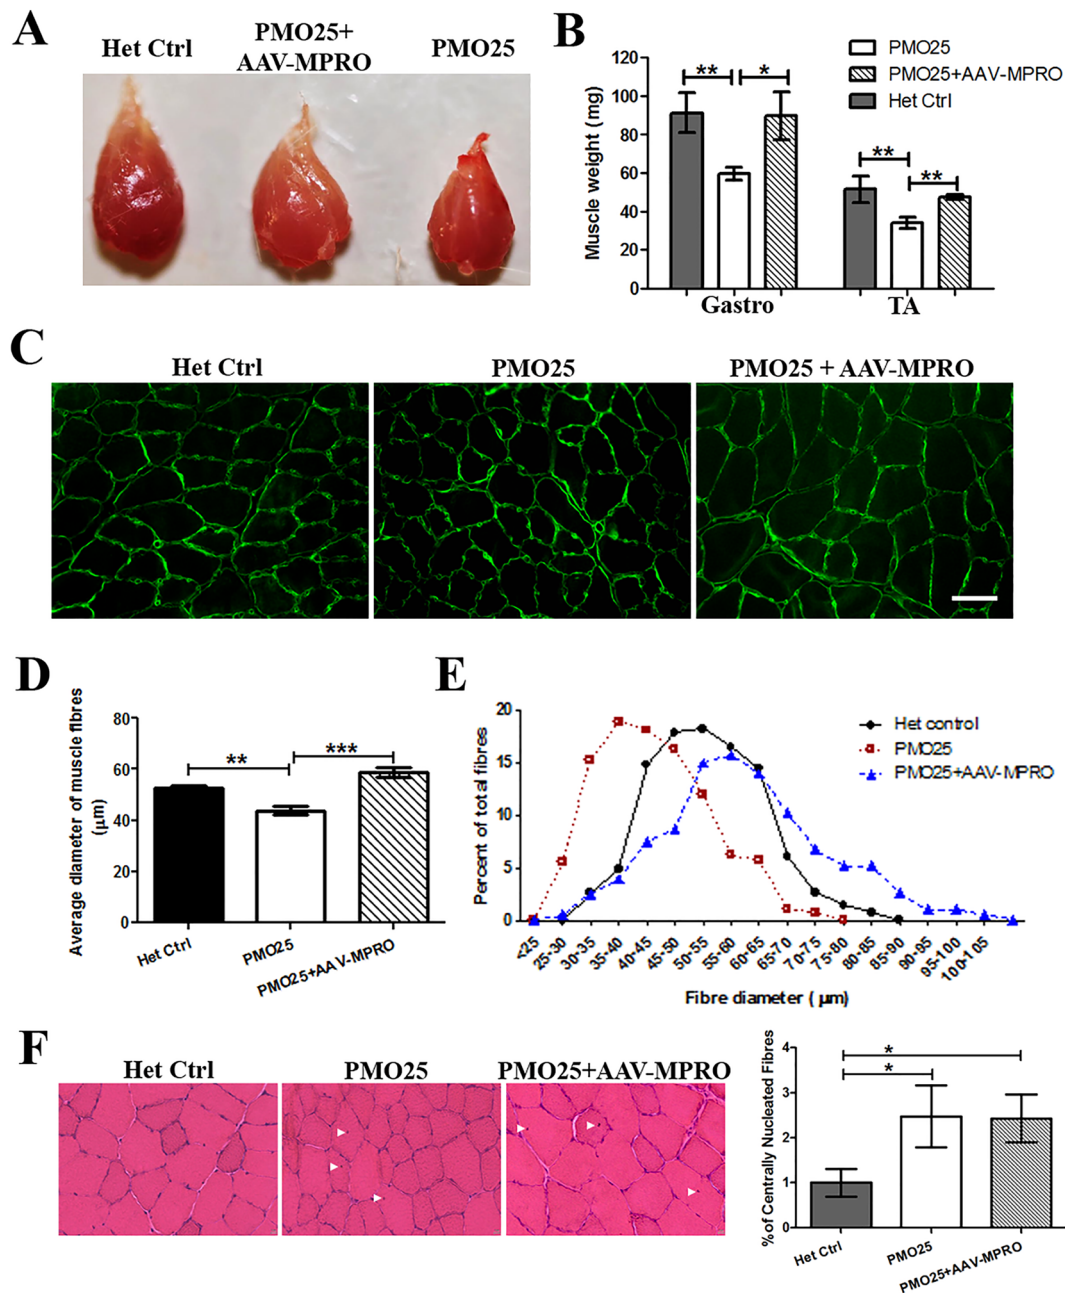 A
Het Ctrl
PMO25+
AAV-MPRO
PMO25
B
Muscle weight (mg)
120
100
80
60
40
20
0
**
*
**
**
Gastro
TA
PMO25
PMO25+AAV-MPRO
Het Ctrl
C
Het Ctrl
PMO25
PMO25 + AAV-MPRO
D
Average diameter of muscle fibres
(µm)
80
60
40
20
0
**
***
Het Ctrl
PMO25
PMO25+AAV-MPRO
E
Percent of total fibres
20
15
10
5
0
Het control
PMO25
PMO25+AAV-MPRO
<25
25-30
30-35
35-40
40-45
45-50
50-55
55-60
60-65
65-70
70-75
75-80
80-85
85-90
90-95
95-100
100-105
Fibre diameter ( µm)
F
Het Ctrl
PMO25
PMO25+AAV-MPRO
% of Centrally Nucleated Fibres
4
3
2
1
0
*
*
Het Ctrl
PMO25
PMO25+AAV-MPRO